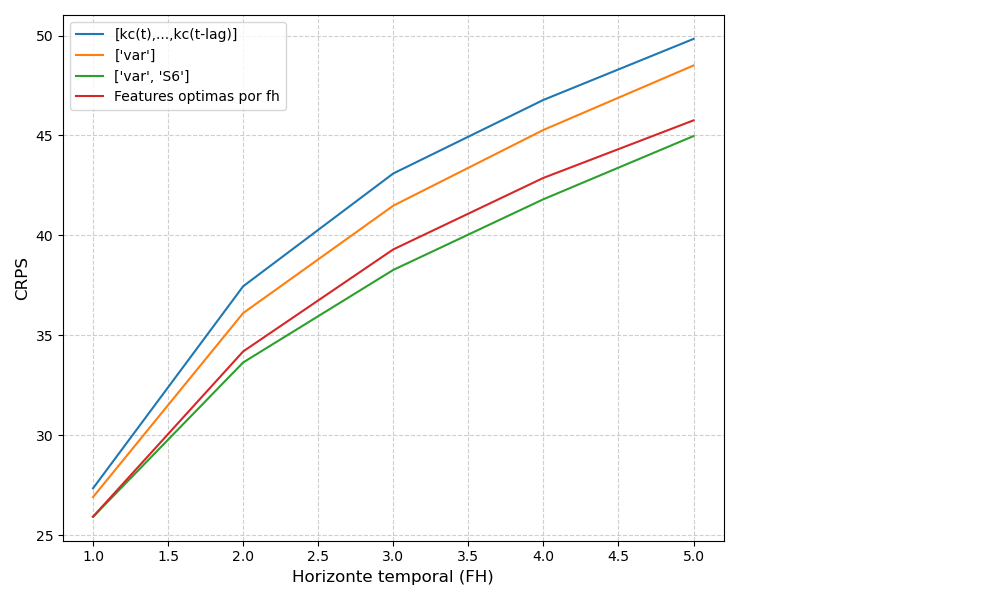 [kc(t),...,kc(t-lag)]
['var']
['var', 'S6']
Features optimas por fh
50
45
40
35
30
25
CRPS
1.0 1.5 2.0 2.5 3.0 3.5 4.0 4.5 5.0
Horizonte temporal (FH)